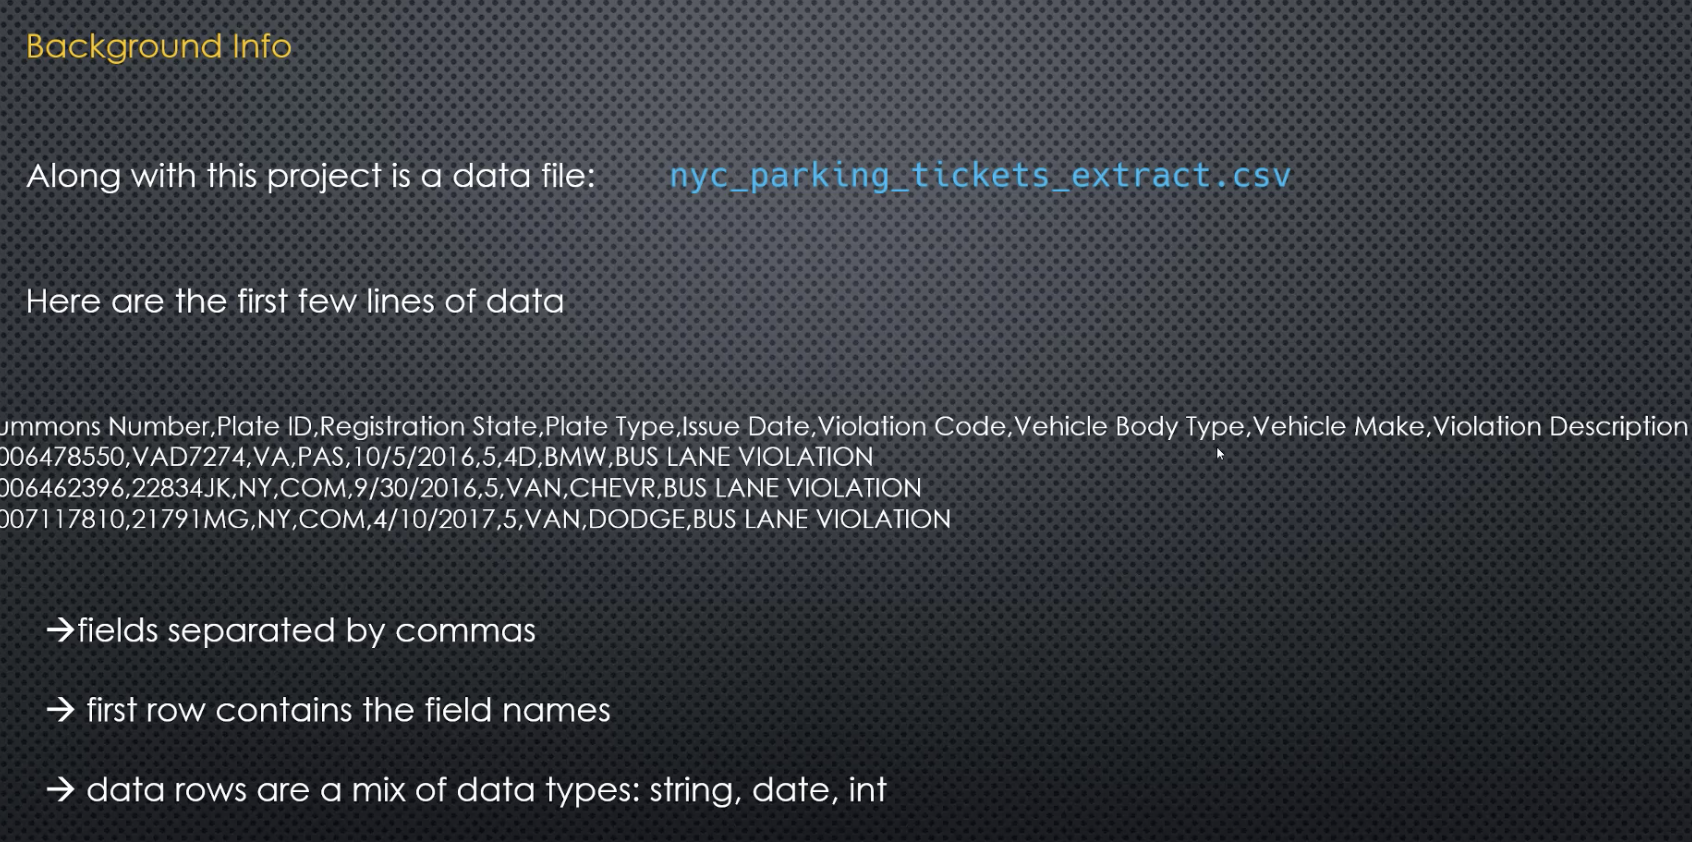 Background Info
Along with this project is a data file: nyc_parking_tickets_extract.csv
Here are the first few lines of data
ummons Number,Plate ID,Registration State,Plate Type,Issue Date,Violation Code,Vehicle Body Type,Vehicle Make,Violation Description
006478550,VAD7274,VA,PAS,10/5/2016,5,4D,BMW,BUS LANE VIOLATION
006462396,22834JK,NY,COM,9/30/2016,5,VAN,CHEVR,BUS LANE VIOLATION
007117810,21791MG,NY,COM,4/10/2017,5,VAN,DODGE,BUS LANE VIOLATION
→fields separated by commas
→ first row contains the field names
→ data rows are a mix of data types: string, date, int